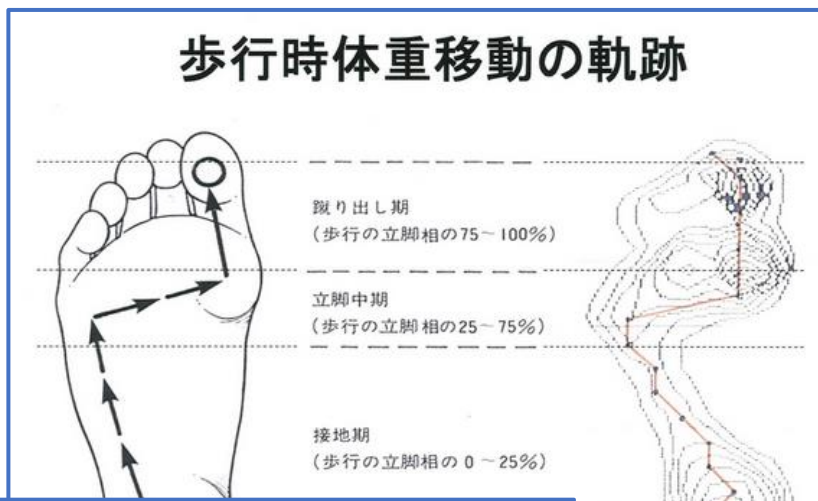 歩行時体重移動の軌跡
蹴り出し期
(歩行の立脚相の75~100%)
立脚中期
(歩行の立脚相の25~75%)
接地期
(歩行の立脚相の0~25%)